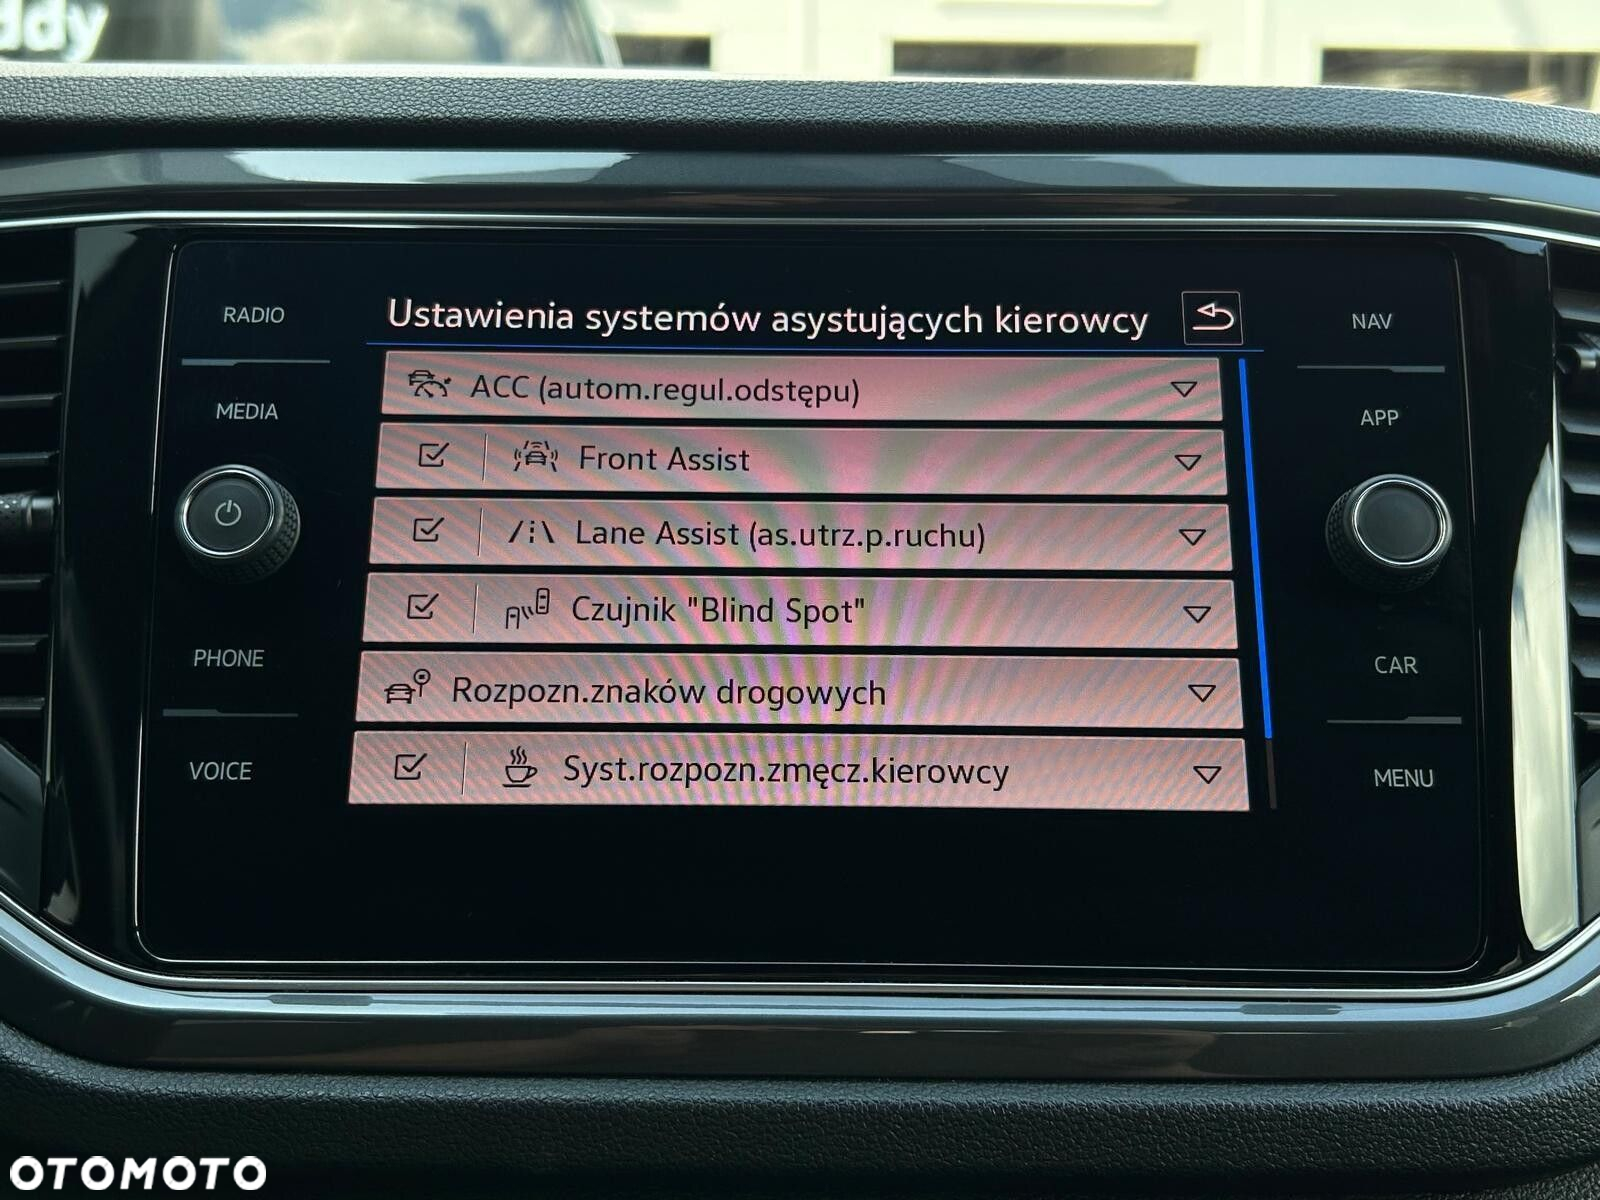 ddy
RADIO
MEDIA
PHONE
VOICE
Ustawienia systemów asystujących kierowcy
ACC (autom.regul.odstępu)
Front Assist
Lane Assist (as.utrz.p.ruchu)
Czujnik "Blind Spot"
Rozpozn.znaków drogowych
Syst.rozpozn.zmęcz.kierowcy
NAV
APP
CAR
MENU
OTOMOTO